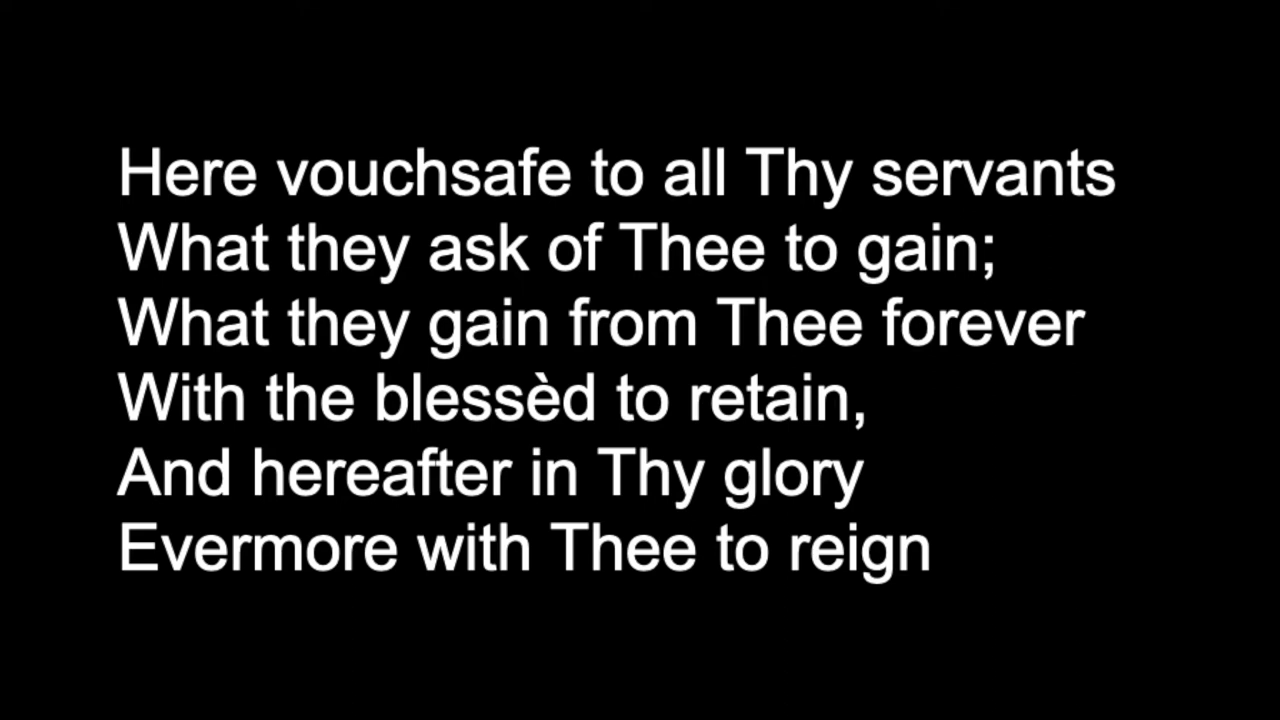 Here vouchsafe to all Thy servants
What they ask of Thee to gain;
What they gain from Thee forever
With the blessèd to retain,
And hereafter in Thy glory
Evermore with Thee to reign